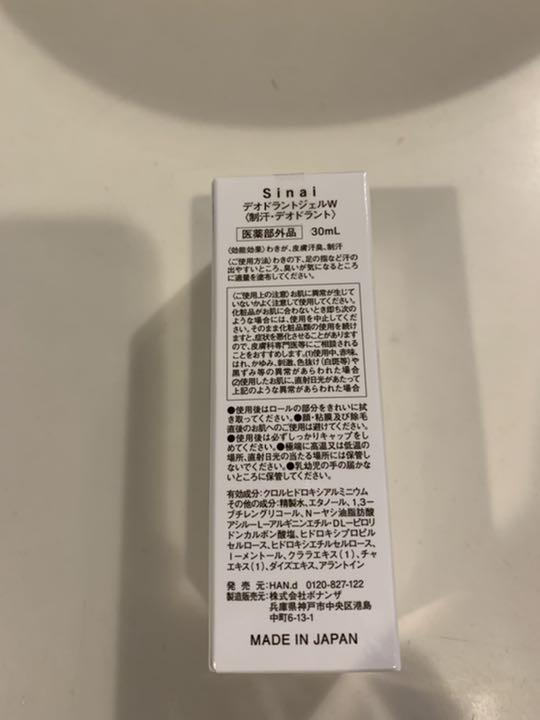 Sinai
デオドラントジェルW
〈制汗・デオドラント〉
医薬部外品 30mL
〈効能効果〉わきが、皮膚汗臭、制汗
〈ご使用方法〉わきの下、足の指など汗の
出やすいところ、臭いが気になるところ
に適量を塗布してください。
〈ご使用上の注意〉お肌に異常が生じて
いないかよく注意して使用してください。
化粧品がお肌に合わないとき即ち次の
ような場合には、使用を中止してくださ
い。そのまま化粧品類の使用を続け
ますと、症状を悪化させることがあります
ので、皮膚科専門医等にご相談される
ことをおすすめします。(1)使用中、赤味、
はれ、かゆみ、刺激、色抜け(白斑等)や
黒ずみ等の異常があらわれた場合
(2)使用したお肌に、直射日光があたって
上記のような異常があらわれた場合
●使用後はロールの部分をきれいに拭
き取ってください。●顔・粘膜及び除毛
直後のお肌へのご使用は避けてください。
●使用後は必ずしっかりキャップをし
めてください。●極端に高温又は低温の
場所、直射日光の当たる場所には保管し
ないでください。●乳幼児の手の届かな
いところに保管してください。
有効成分:クロルヒドロキシアルミニウム
その他の成分:精製水、エタノール、1,3-
ブチレングリコール、N-ヤシ油脂肪酸
アシル-L-アルギニンエチル・DL-ピロリ
ドンカルボン酸塩、ヒドロキシプロピル
セルロース、ヒドロキシエチルセルロース、
l-メントール、クララエキス(1)、チャ
エキス(1)、ダイズエキス、アラントイン
発売元:HAN.d 0120-827-122
製造販売元:株式会社ボナンザ
兵庫県神戸市中央区港島
中町6-13-1
MADE IN JAPAN